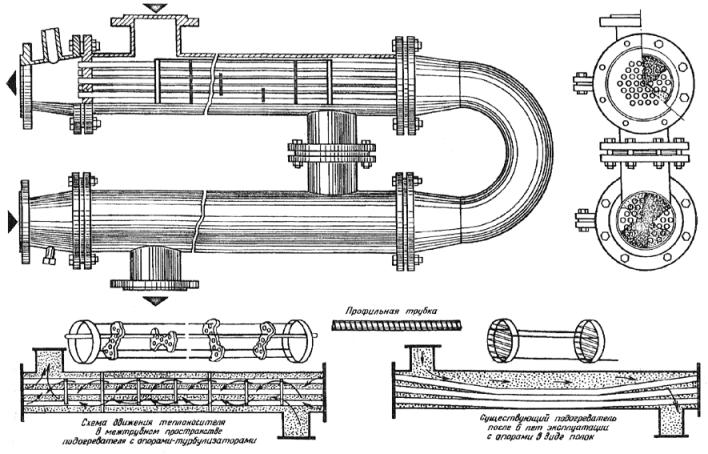 Профильная трубка
Схема движения теплоносителя
в межтрубном пространстве
подогревателя с опорами-турбулизаторами
Существующий подогреватель
после 6 лет эксплуатации
с опорами в виде полок